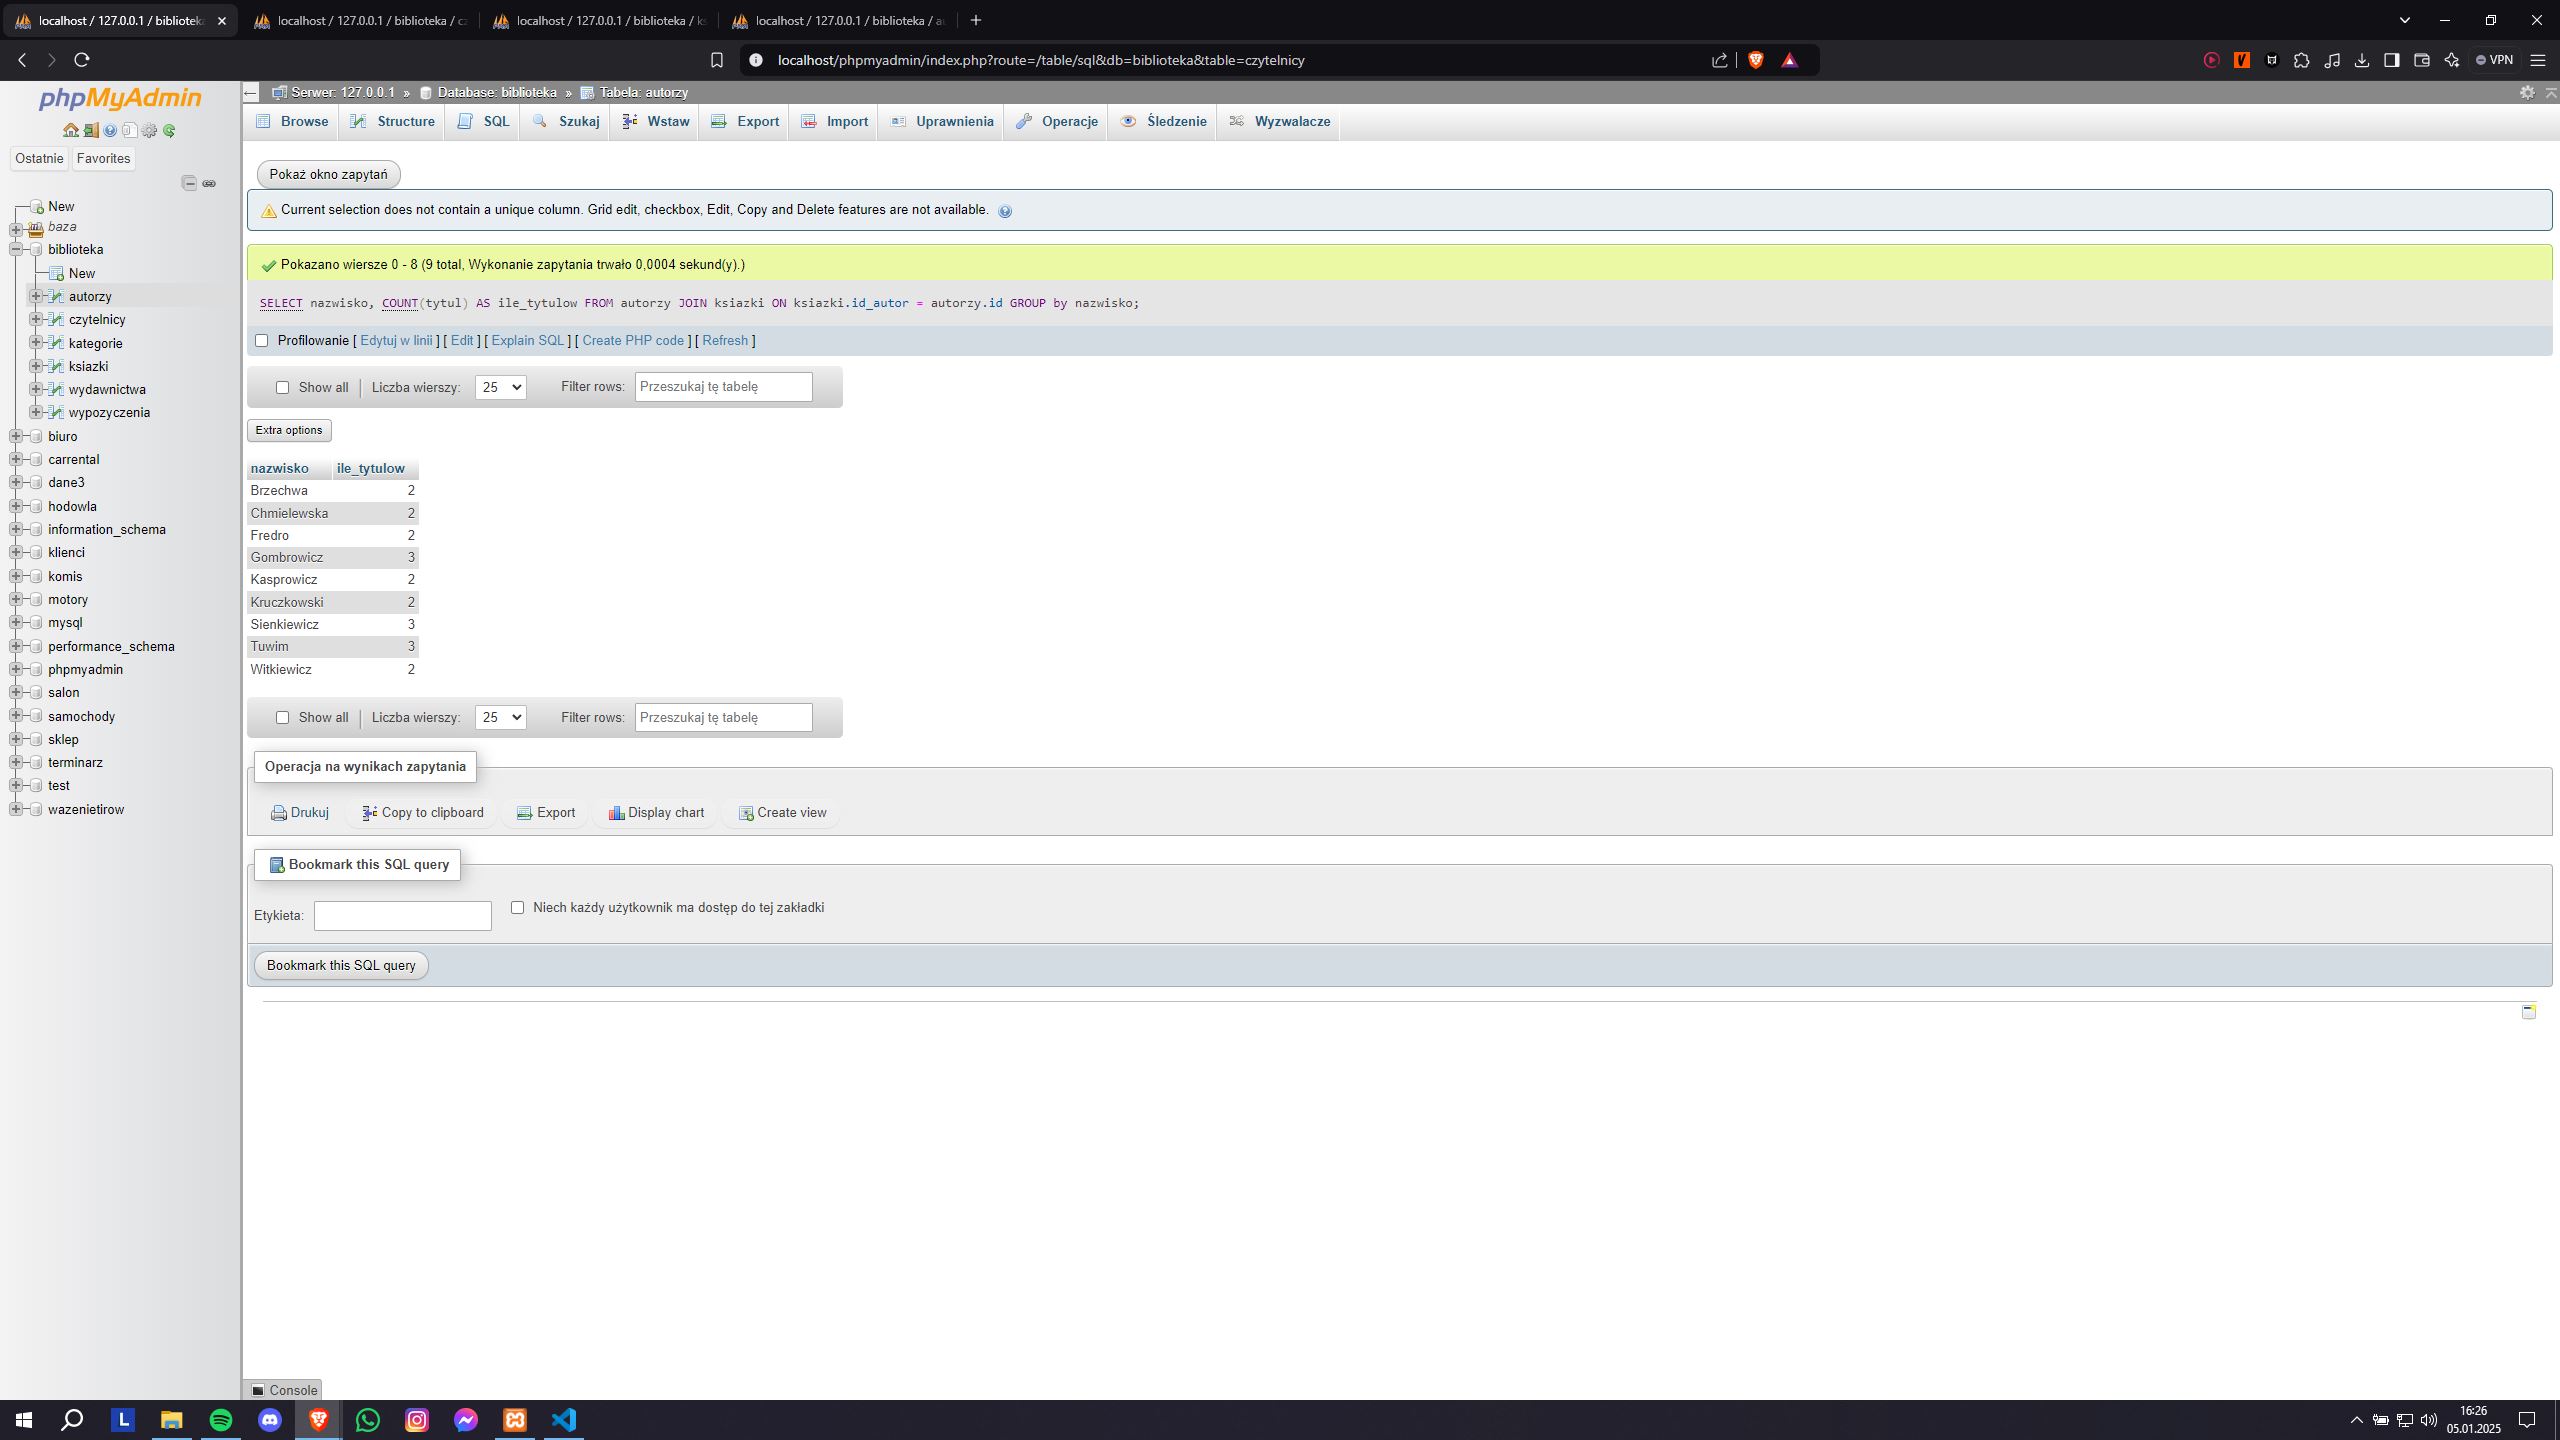 localhost / 127.0.0.1 / biblioteka
localhost / 127.0.0.1 / biblioteka / cz
localhost / 127.0.0.1 / biblioteka / ks
localhost / 127.0.0.1 / biblioteka / au
localhost/phpmyadmin/index.php?route=/table/sql&db=biblioteka&table=czytelnicy
VPN
phpMyAdmin
Ostatnie Favorites
New
baza
biblioteka
New
autorzy
czytelnicy
kategorie
ksiazki
wydawnictwa
wypozyczenia
biuro
carrental
dane3
hodowla
information_schema
klienci
komis
motory
mysql
performance_schema
phpmyadmin
salon
samochody
sklep
terminarz
test
wazenietirow
Serwer: 127.0.0.1 » Database: biblioteka » Tabela: autorzy
Browse Structure SQL Szukaj Wstaw Export Import Uprawnienia Operacje Śledzenie Wyzwalacze
Pokaż okno zapytań
Current selection does not contain a unique column. Grid edit, checkbox, Edit, Copy and Delete features are not available.
Pokazano wiersze 0 - 8 (9 total, Wykonanie zapytania trwało 0,0004 sekund(y).)
SELECT nazwisko, COUNT(tytul) AS ile_tytulow FROM autorzy JOIN ksiazki ON ksiazki.id_autor = autorzy.id GROUP by nazwisko;
Profilowanie [ Edytuj w linii ] [ Edit ] [ Explain SQL ] [ Create PHP code ] [ Refresh ]
Show all | Liczba wierszy: 25 Filter rows: Przeszukaj tę tabelę
Extra options
nazwisko ile_tytulow
Brzechwa 2
Chmielewska 2
Fredro 2
Gombrowicz 3
Kasprowicz 2
Kruczkowski 2
Sienkiewicz 3
Tuwim 3
Witkiewicz 2
Show all | Liczba wierszy: 25 Filter rows: Przeszukaj tę tabelę
Operacja na wynikach zapytania
Drukuj Copy to clipboard Export Display chart Create view
Bookmark this SQL query
Etykieta: Niech każdy użytkownik ma dostęp do tej zakładki
Bookmark this SQL query
Console
L
16:26
05.01.2025